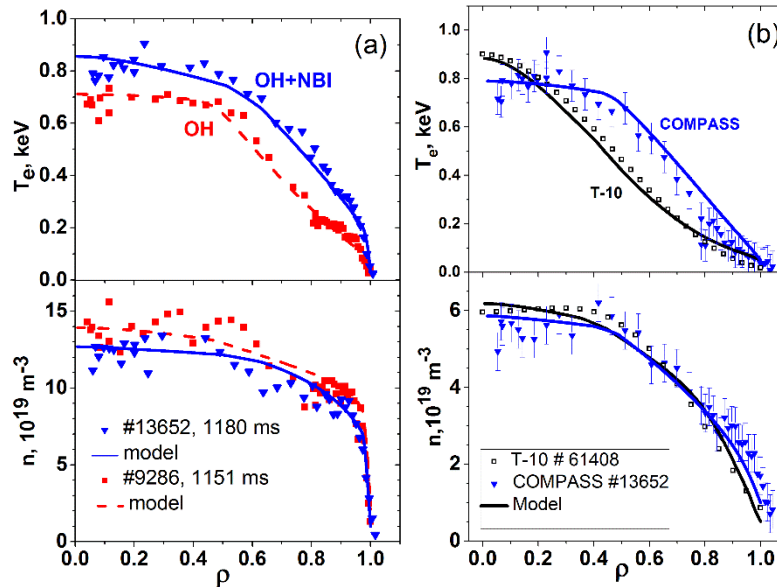 (a)
T_e, keV
1.0
0.8
0.6
0.4
0.2
0.0
OH+NBI
OH
n, 10^19 m^-3
15
10
5
0
#13652, 1180 ms
model
#9286, 1151 ms
model
0.0 0.2 0.4 0.6 0.8 1.0
ρ
(b)
T_e, keV
1.0
0.8
0.6
0.4
0.2
0.0
COMPASS
T-10
n, 10^19 m^-3
6
4
2
0
T-10 # 61408
COMPASS #13652
Model
0.0 0.2 0.4 0.6 0.8 1.0
ρ